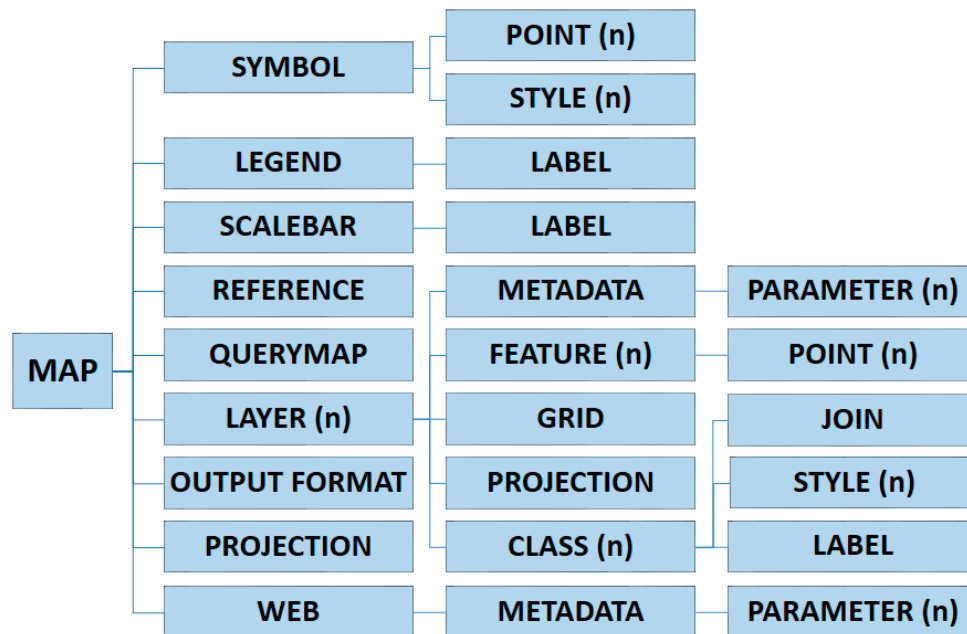 POINT (n)
SYMBOL
STYLE (n)
LEGEND
LABEL
SCALEBAR
LABEL
REFERENCE
METADATA
PARAMETER (n)
MAP
QUERYMAP
FEATURE (n)
POINT (n)
LAYER (n)
GRID
JOIN
OUTPUT FORMAT
PROJECTION
STYLE (n)
PROJECTION
CLASS (n)
LABEL
WEB
METADATA
PARAMETER (n)